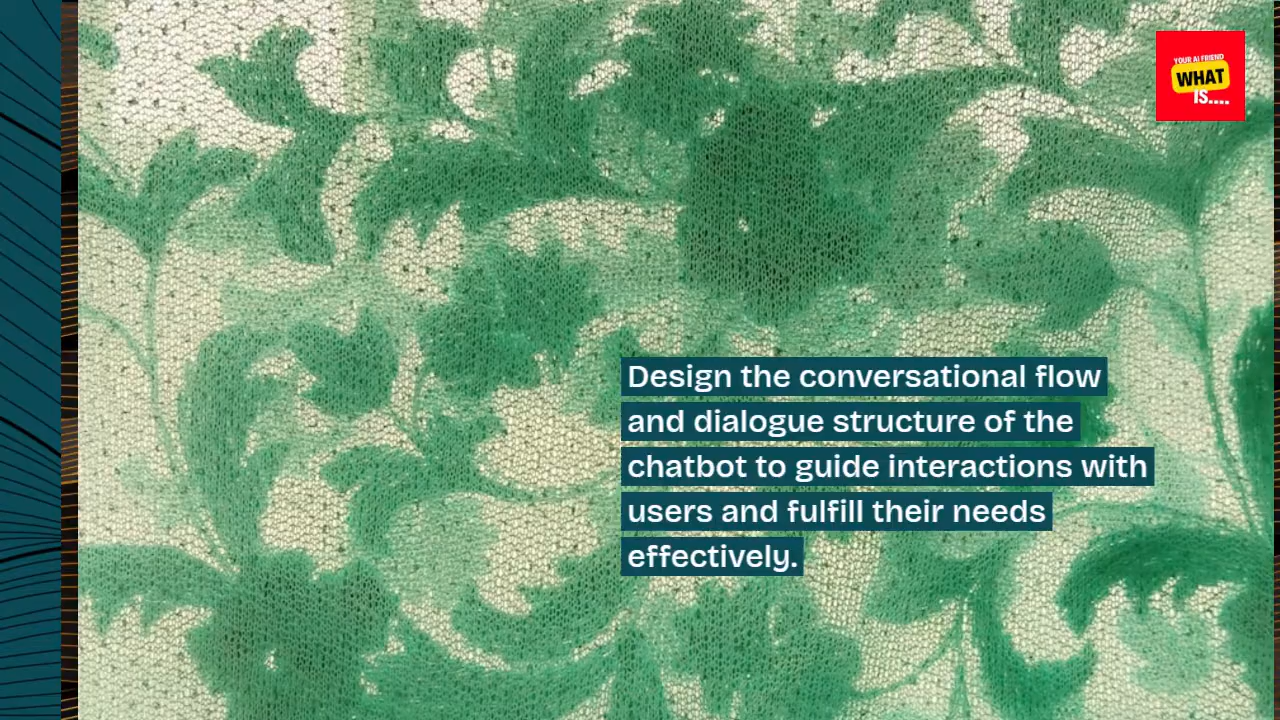 YOUR AI FRIEND
WHAT
IS....
Design the conversational flow
and dialogue structure of the
chatbot to guide interactions with
users and fulfill their needs
effectively.